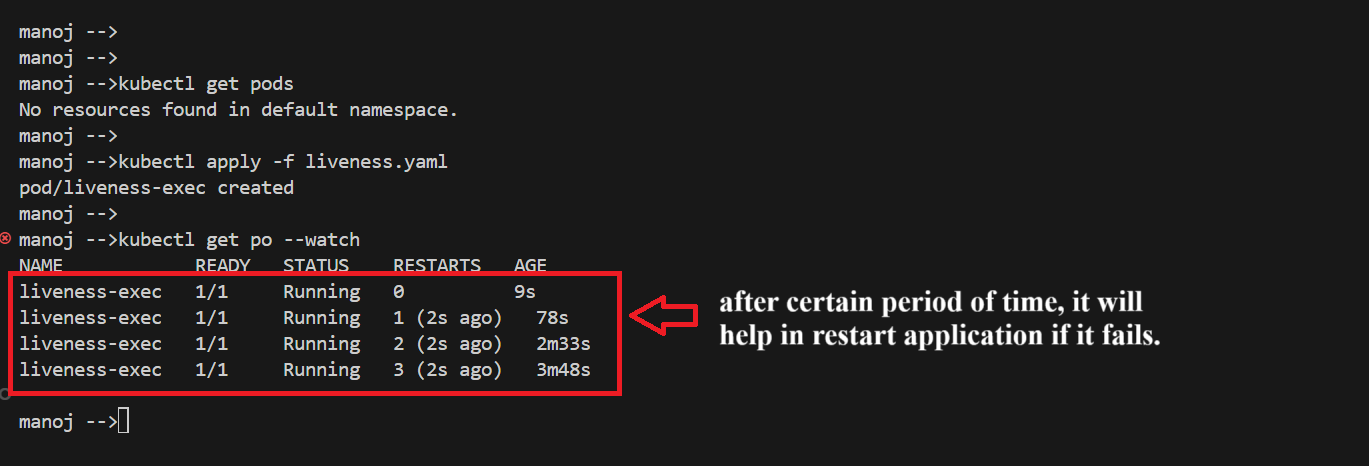 manoj -->
manoj -->
manoj -->kubectl get pods
No resources found in default namespace.
manoj -->
manoj -->kubectl apply -f liveness.yaml
pod/liveness-exec created
manoj -->
manoj -->kubectl get po --watch
NAME            READY   STATUS    RESTARTS   AGE
liveness-exec   1/1     Running   0          9s
liveness-exec   1/1     Running   1 (2s ago)   78s
liveness-exec   1/1     Running   2 (2s ago)   2m33s
liveness-exec   1/1     Running   3 (2s ago)   3m48s
after certain period of time, it will
help in restart application if it fails.
manoj -->